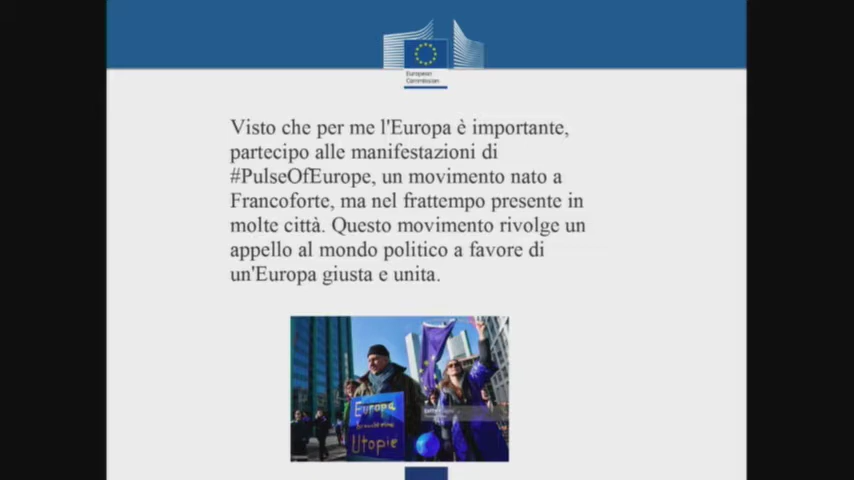 European
Commission
Visto che per me l'Europa è importante,
partecipo alle manifestazioni di
#PulseOfEurope, un movimento nato a
Francoforte, ma nel frattempo presente in
molte città. Questo movimento rivolge un
appello al mondo politico a favore di
un'Europa giusta e unita.
Europa
Utopie